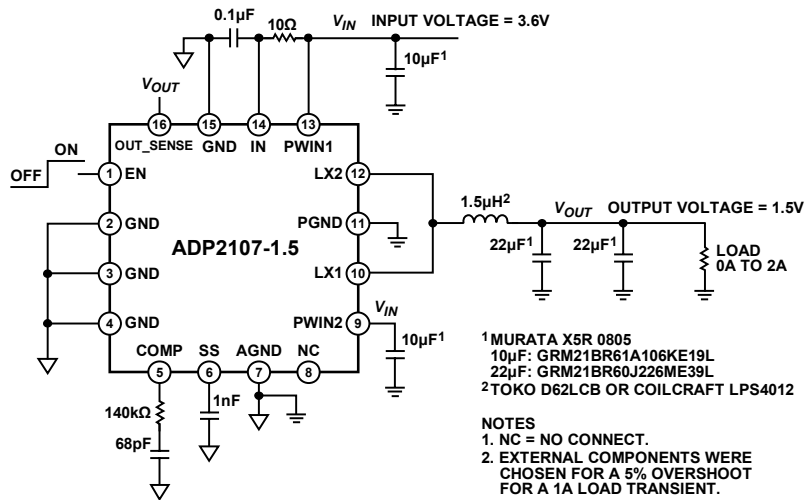 0.1µF
10Ω
VIN
INPUT VOLTAGE = 3.6V
10µF1
VOUT
16
15
14
13
OUT_SENSE
GND
IN
PWIN1
ON
OFF
1
EN
LX2
12
1.5µH2
VOUT
OUTPUT VOLTAGE = 1.5V
2
GND
PGND
11
22µF1
22µF1
LOAD
0A TO 2A
ADP2107-1.5
3
GND
LX1
10
4
GND
PWIN2
9
VIN
10µF1
COMP
SS
AGND
NC
5
6
7
8
140kΩ
1nF
68pF
1 MURATA X5R 0805
10µF: GRM21BR61A106KE19L
22µF: GRM21BR60J226ME39L
2 TOKO D62LCB OR COILCRAFT LPS4012
NOTES
1. NC = NO CONNECT.
2. EXTERNAL COMPONENTS WERE
CHOSEN FOR A 5% OVERSHOOT
FOR A 1A LOAD TRANSIENT.